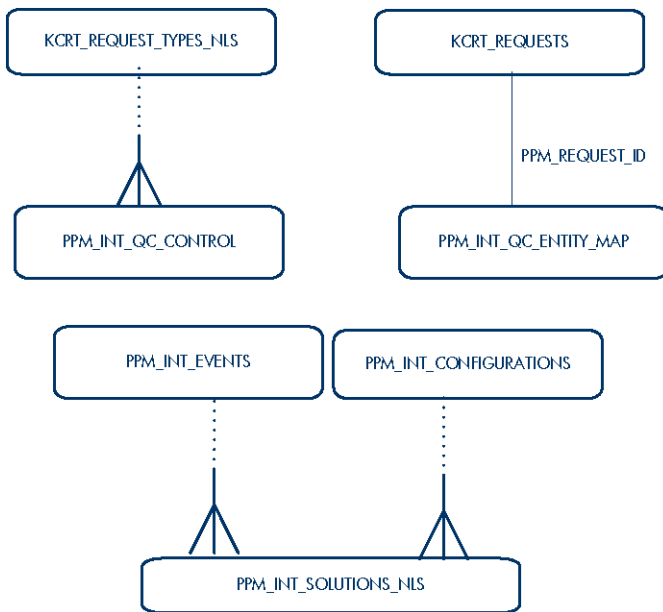 KCRT_REQUEST_TYPES_NLS
KCRT_REQUESTS
PPM_REQUEST_ID
PPM_INT_QC_CONTROL
PPM_INT_QC_ENTITY_MAP
PPM_INT_EVENTS
PPM_INT_CONFIGURATIONS
PPM_INT_SOLUTIONS_NLS